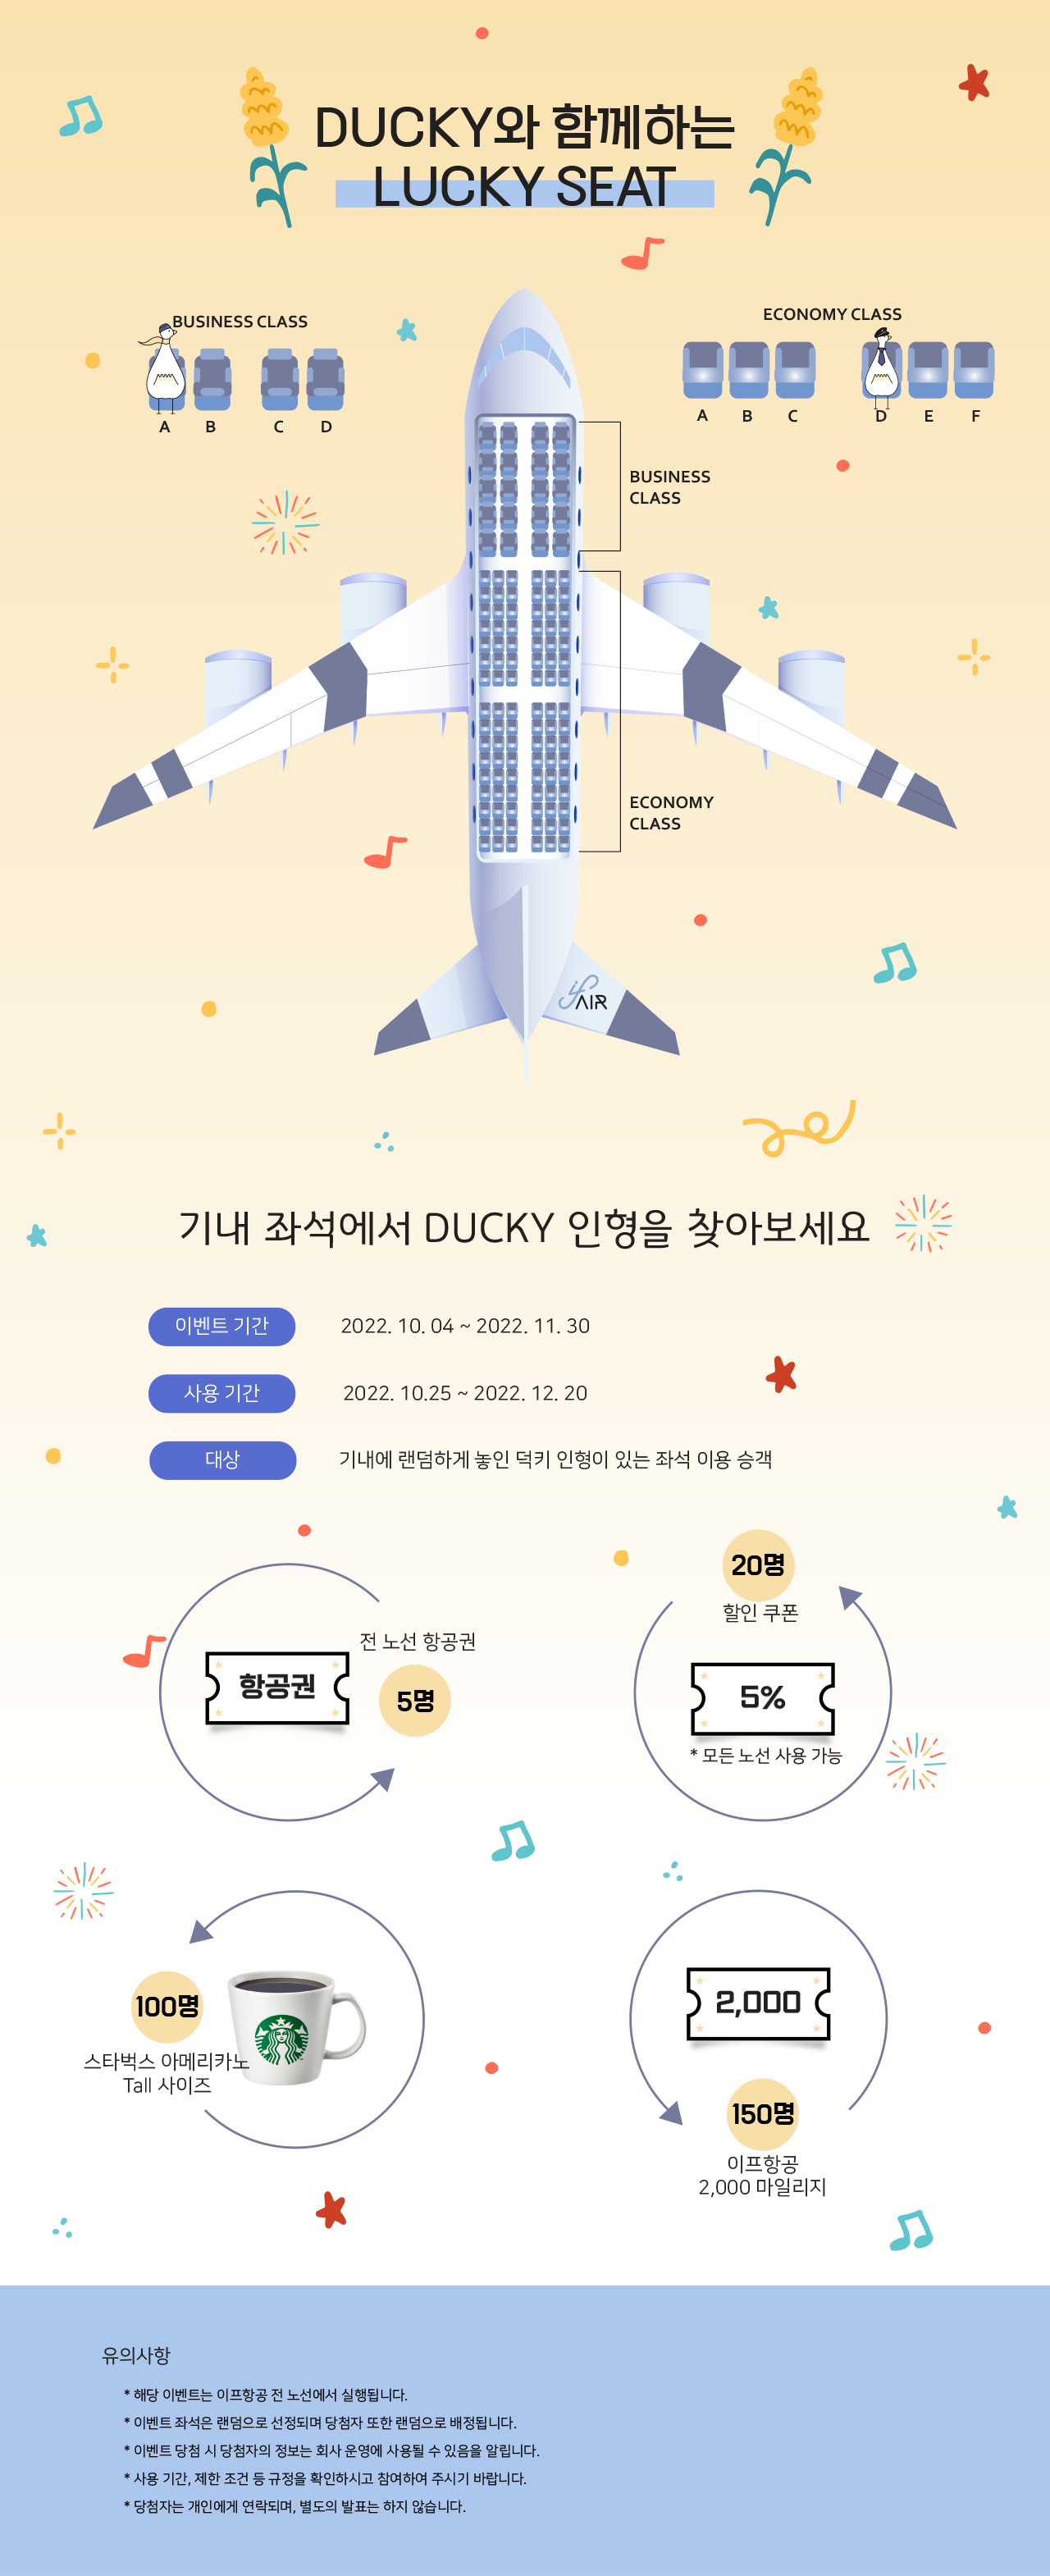 DUCKY와 함께하는
LUCKY SEAT
BUSINESS CLASS
A B C D
ECONOMY CLASS
A B C D E F
BUSINESS
CLASS
ECONOMY
CLASS
if AIR
기내 좌석에서 DUCKY 인형을 찾아보세요
이벤트 기간 2022. 10. 04 ~ 2022. 11. 30
사용 기간 2022. 10.25 ~ 2022. 12. 20
대상 기내에 랜덤하게 놓인 덕키 인형이 있는 좌석 이용 승객
전 노선 항공권
항공권
5명
20명
할인 쿠폰
5%
* 모든 노선 사용 가능
100명
스타벅스 아메리카노
Tall 사이즈
2,000
150명
이프항공
2,000 마일리지
유의사항
* 해당 이벤트는 이프항공 전 노선에서 실행됩니다.
* 이벤트 좌석은 랜덤으로 선정되며 당첨자 또한 랜덤으로 배정됩니다.
* 이벤트 당첨 시 당첨자의 정보는 회사 운영에 사용될 수 있음을 알립니다.
* 사용 기간, 제한 조건 등 규정을 확인하시고 참여하여 주시기 바랍니다.
* 당첨자는 개인에게 연락되며, 별도의 발표는 하지 않습니다.